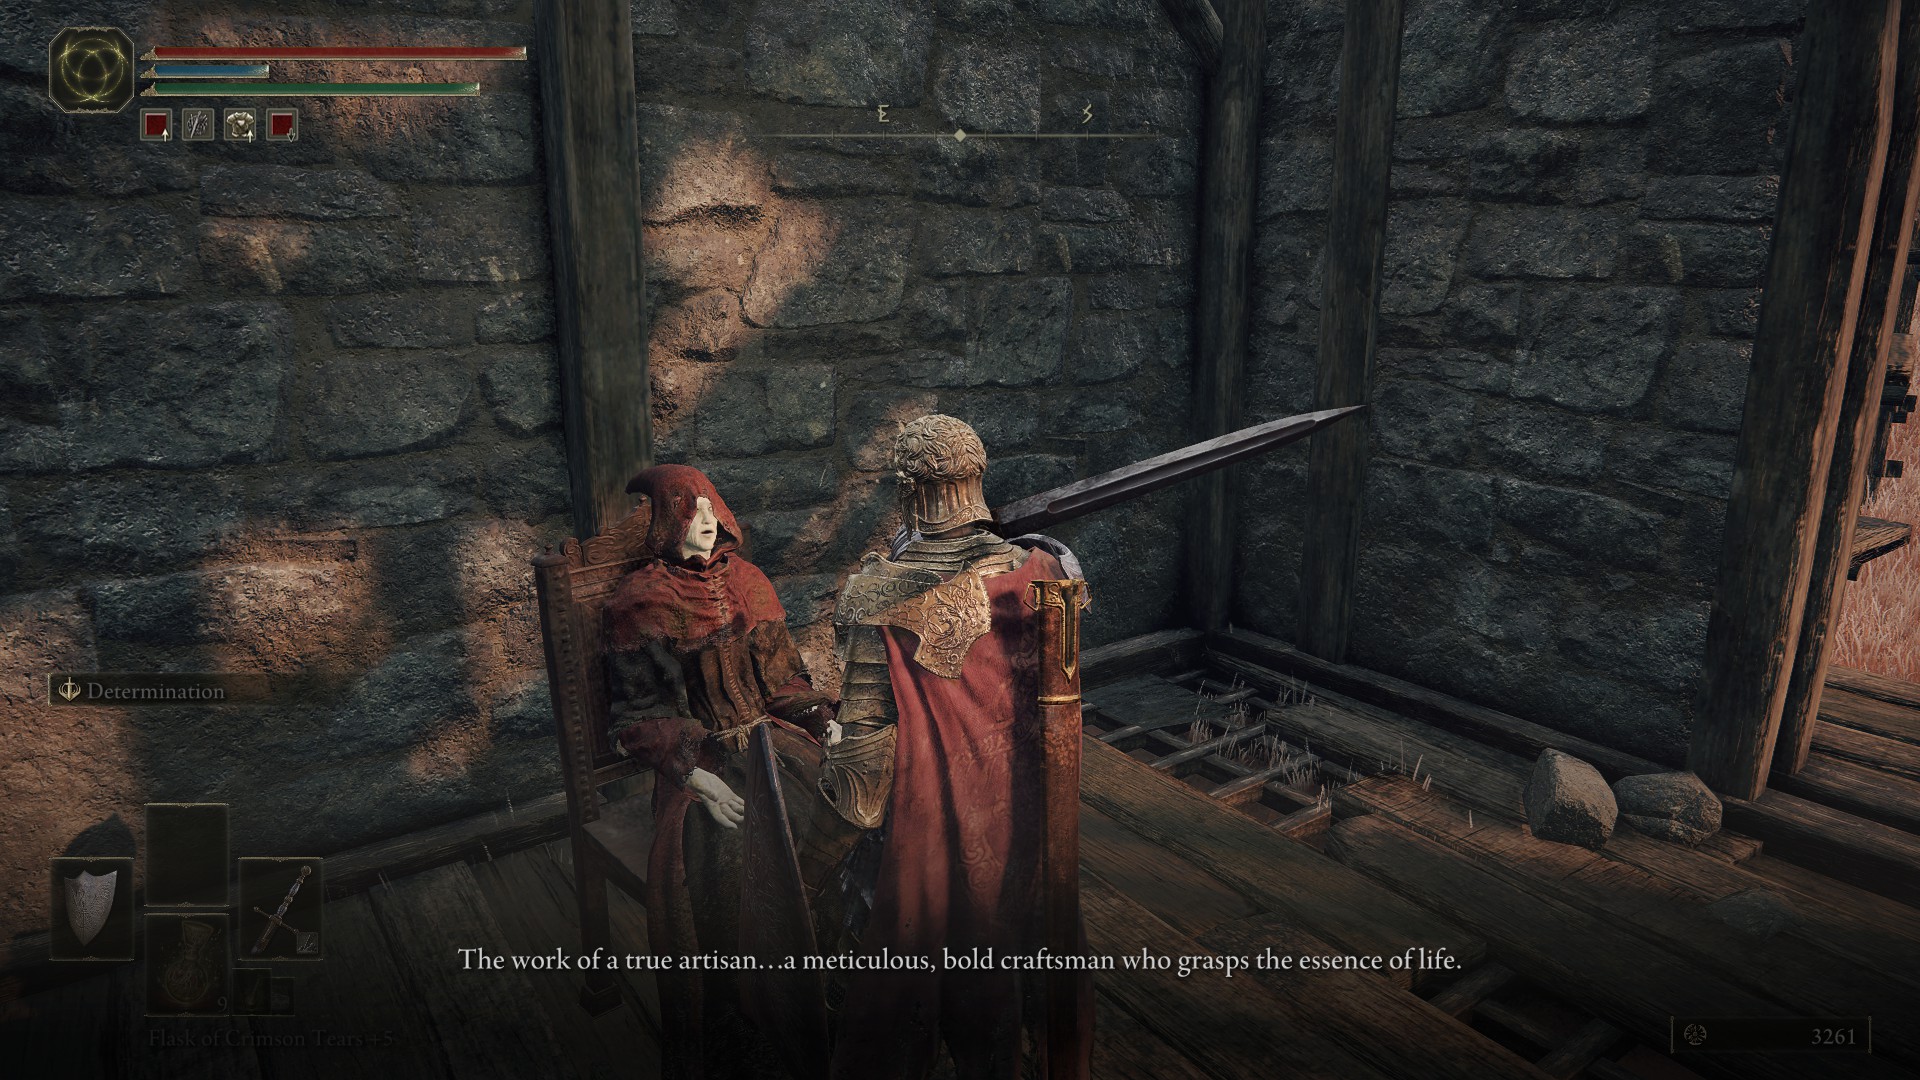 E S
Determination
The work of a true artisan...a meticulous, bold craftsman who grasps the essence of life.
9
Flask of Crimson Tears +5
3261